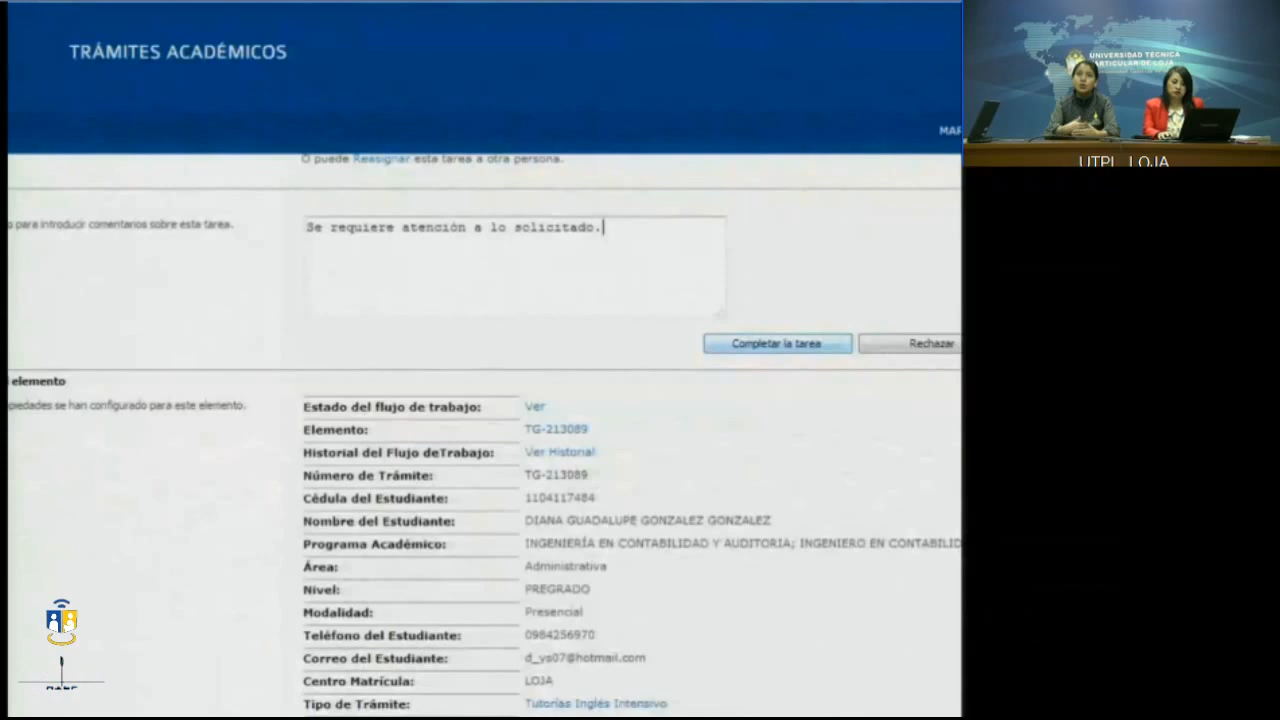 TRÁMITES ACADÉMICOS
UNIVERSIDAD TÉCNICA
PARTICULAR DE LOJA
UTPL LOJA
MAR
O puede Reasignar esta tarea a otra persona.
para introducir comentarios sobre esta tarea.
Se requiere atención a lo solicitado.
Completar la tarea
Rechazar
elemento
piedades se han configurado para este elemento.
Estado del flujo de trabajo: Ver
Elemento: TG-213089
Historial del Flujo deTrabajo: Ver Historial
Número de Trámite: TG-213089
Cédula del Estudiante: 1104117484
Nombre del Estudiante: DIANA GUADALUPE GONZALEZ GONZALEZ
Programa Académico: INGENIERÍA EN CONTABILIDAD Y AUDITORIA; INGENIERO EN CONTABILID
Área: Administrativa
Nivel: PREGRADO
Modalidad: Presencial
Teléfono del Estudiante: 0984256970
Correo del Estudiante: d_ys07@hotmail.com
Centro Matrícula: LOJA
Tipo de Trámite: Tutorías Inglés Intensivo